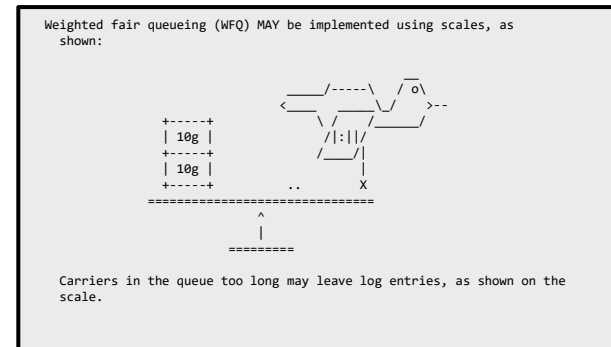 Weighted fair queueing (WFQ) MAY be implemented using scales, as
shown:
10g
10g
Carriers in the queue too long may leave log entries, as shown on the
scale.